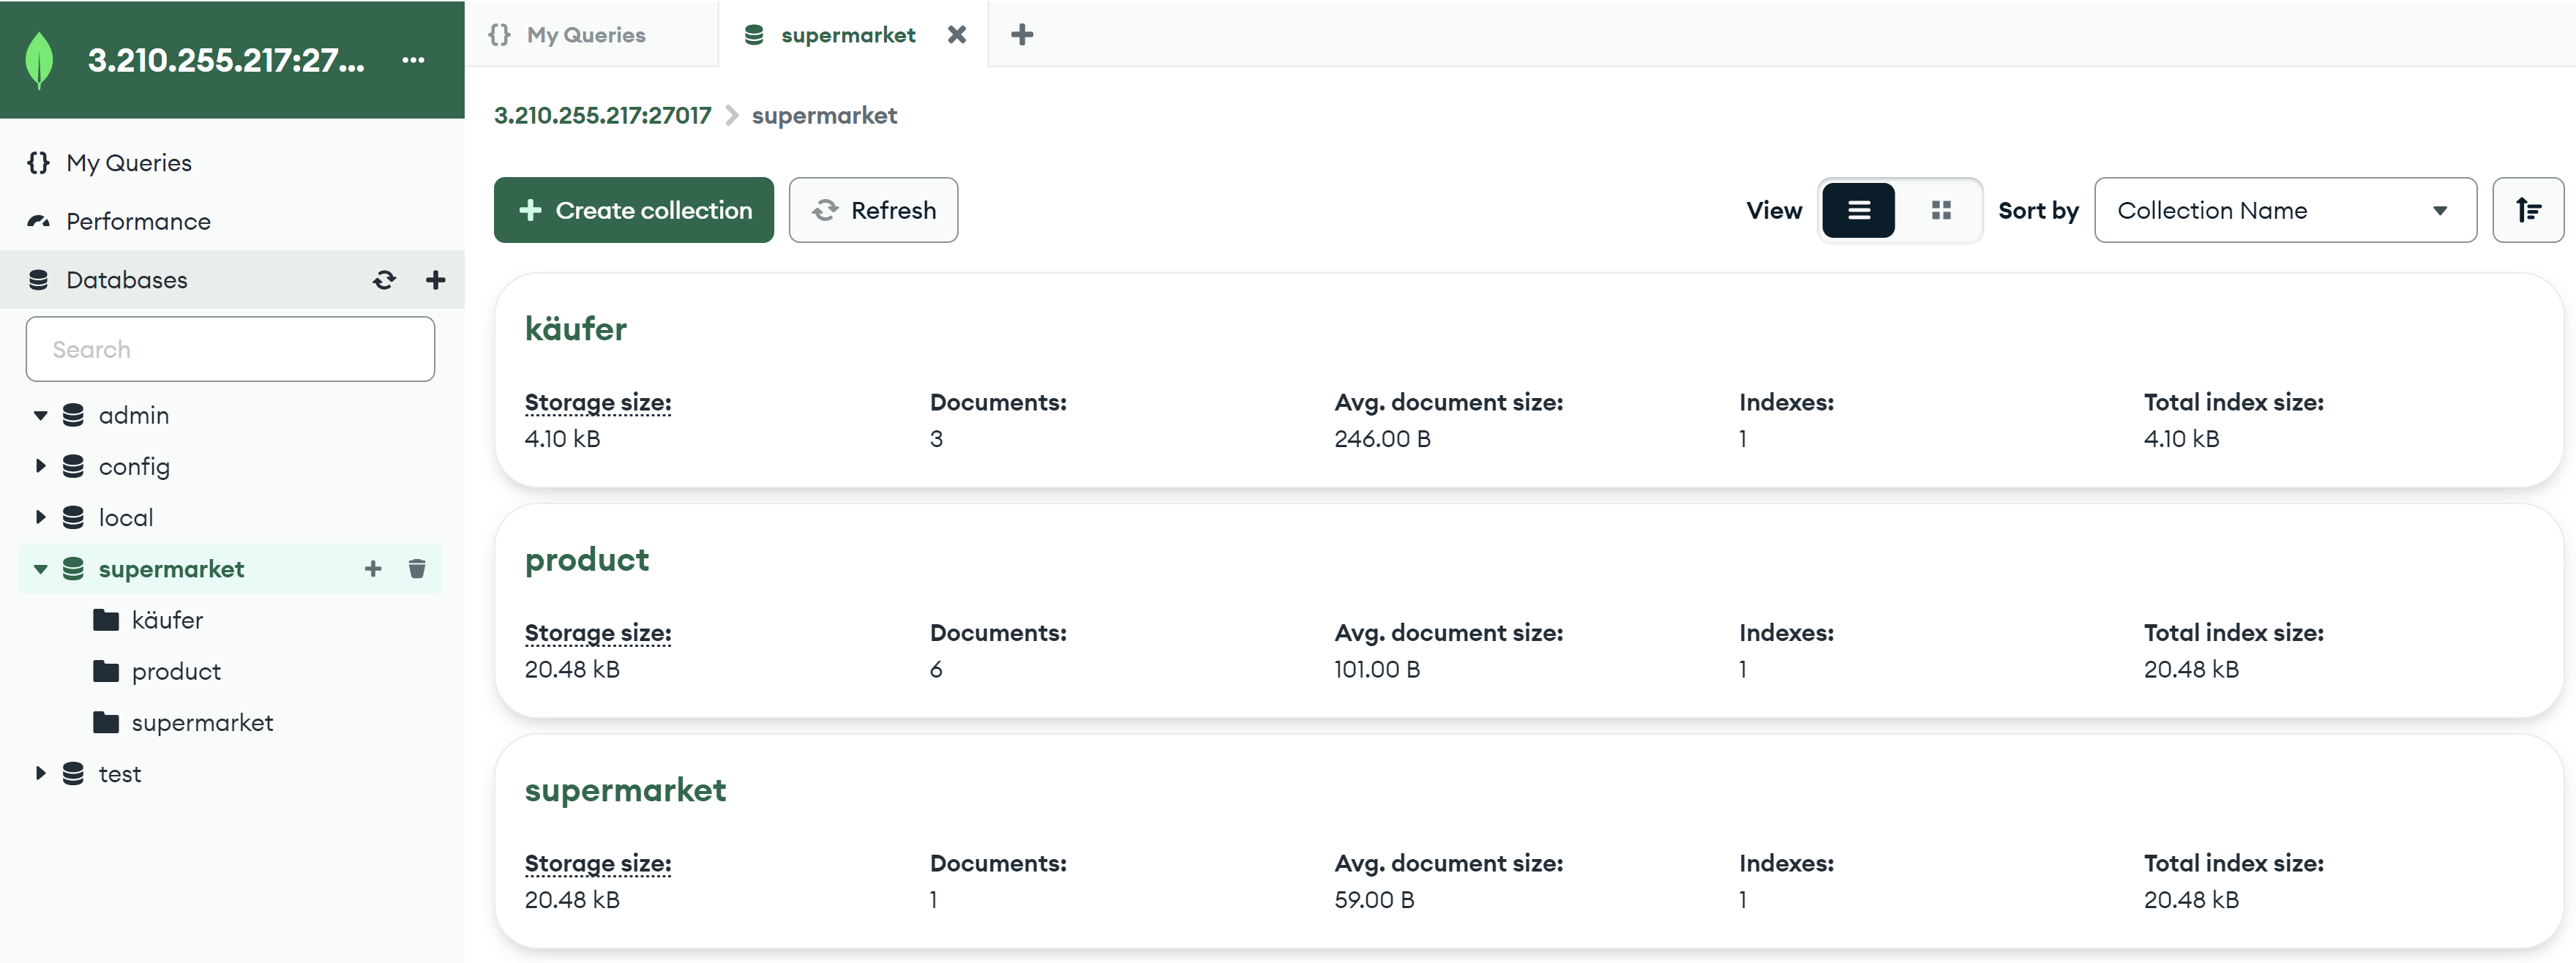 3.210.255.217:27...
My Queries
Performance
Databases
Search
admin
config
local
supermarket
käufer
product
supermarket
test
My Queries
supermarket
3.210.255.217:27017 supermarket
Create collection
Refresh
View
Sort by
Collection Name
käufer
Storage size: Documents: Avg. document size: Indexes: Total index size:
4.10 kB 3 246.00 B 1 4.10 kB
product
Storage size: Documents: Avg. document size: Indexes: Total index size:
20.48 kB 6 101.00 B 1 20.48 kB
supermarket
Storage size: Documents: Avg. document size: Indexes: Total index size:
20.48 kB 1 59.00 B 1 20.48 kB